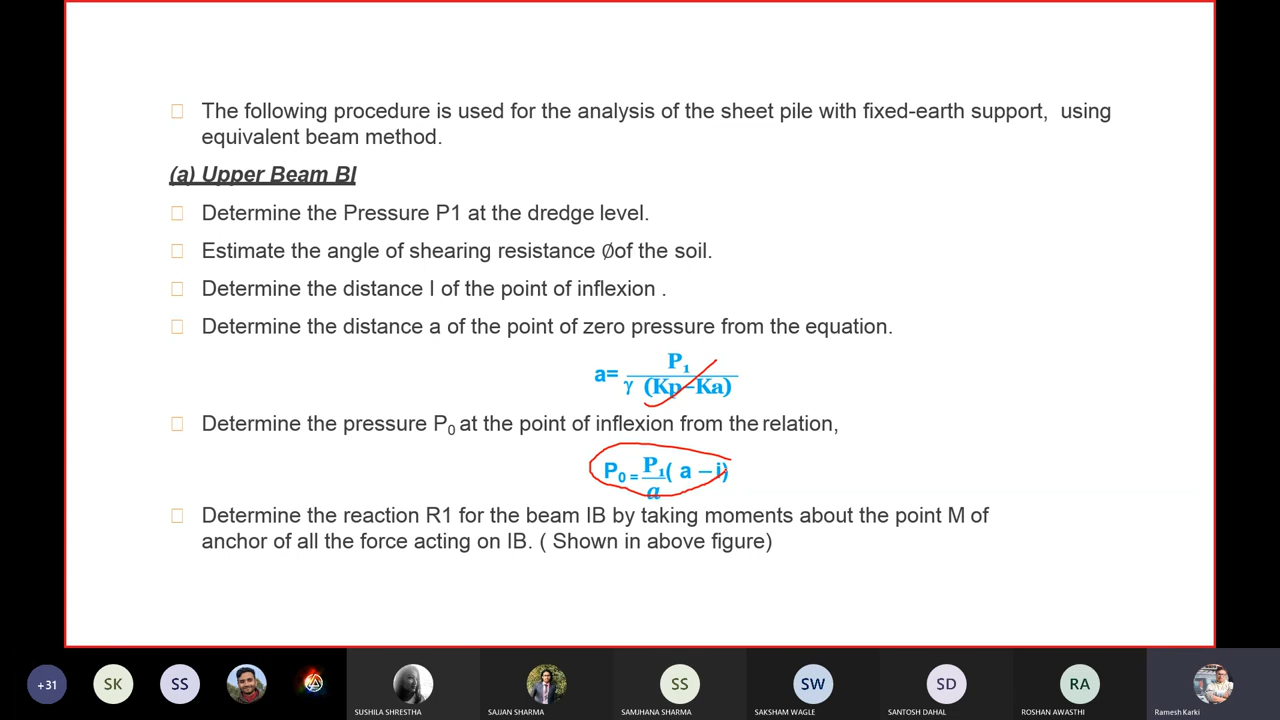 The following procedure is used for the analysis of the sheet pile with fixed-earth support, using
equivalent beam method.
(a) Upper Beam BI
Determine the Pressure P1 at the dredge level.
Estimate the angle of shearing resistance ∅of the soil.
Determine the distance I of the point of inflexion .
Determine the distance a of the point of zero pressure from the equation.
a= P₁ / γ (Kp−Ka)
Determine the pressure P₀ at the point of inflexion from the relation,
P₀ = P₁/a ( a − i)
Determine the reaction R1 for the beam IB by taking moments about the point M of
anchor of all the force acting on IB. ( Shown in above figure)
+31 SK SS SS SW SD RA
SUSHILA SHRESTHA SAJJAN SHARMA SAMJHANA SHARMA SAKSHAM WAGLE SANTOSH DAHAL ROSHAN AWASTHI Ramesh Karki